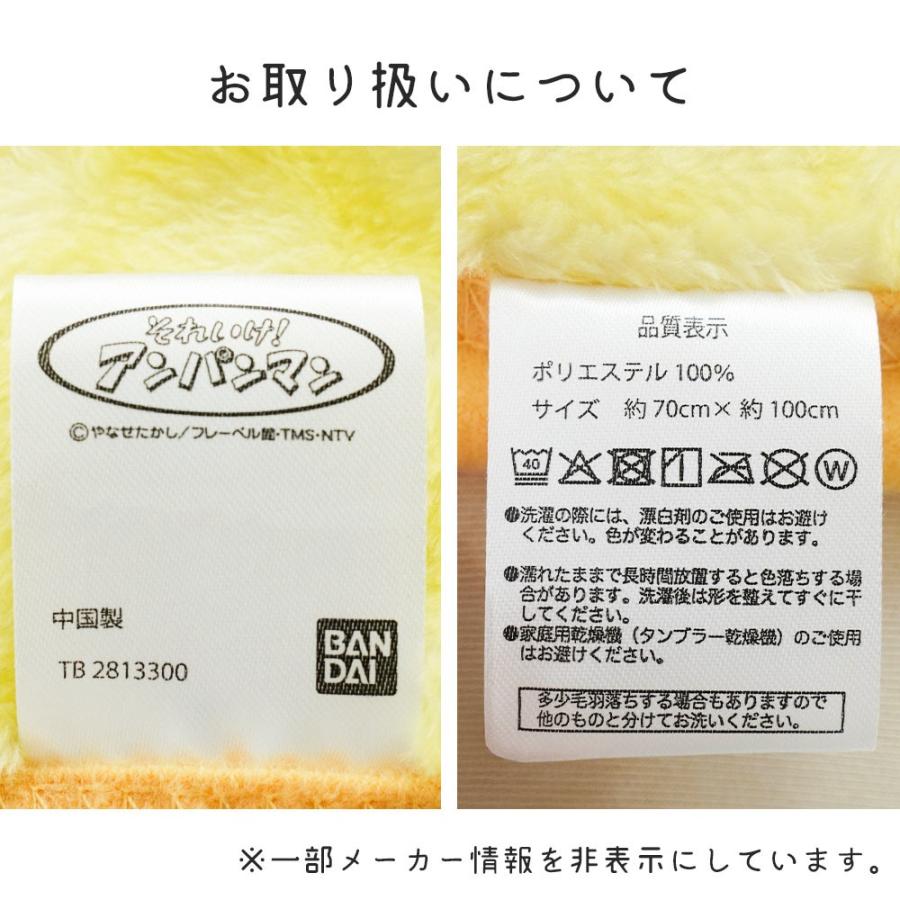 お取り扱いについて
それいけ!
アンパンマン
©やなせたかし/フレーベル館・TMS・NTV
中国製
TB 2813300
BAN
DAI
品質表示
ポリエステル 100%
サイズ 約70cm×約100cm
40
W
●洗濯の際には、漂白剤のご使用はお避け
ください。色が変わることがあります。
●濡れたままで長時間放置すると色落ちする場
合があります。洗濯後は形を整えてすぐに干
してください。
●家庭用乾燥機(タンブラー乾燥機)のご使用
はお避けください。
多少毛羽落ちする場合もありますので
他のものと分けてお洗いください。
※一部メーカー情報を非表示にしています。